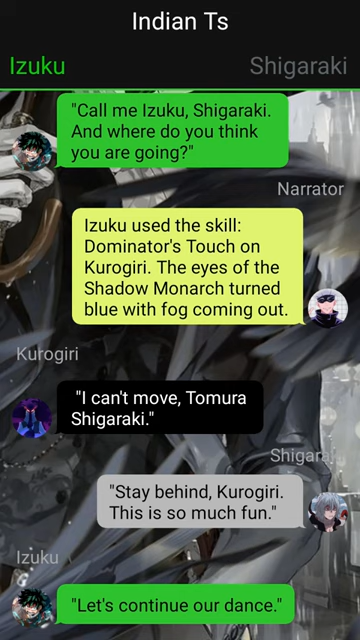 Indian Ts
Izuku
Shigaraki
"Call me Izuku, Shigaraki.
And where do you think
you are going?"
Narrator
Izuku used the skill:
Dominator's Touch on
Kurogiri. The eyes of the
Shadow Monarch turned
blue with fog coming out.
Kurogiri
"I can't move, Tomura
Shigaraki."
Shigara
"Stay behind, Kurogiri.
This is so much fun."
Izuku
"Let's continue our dance."